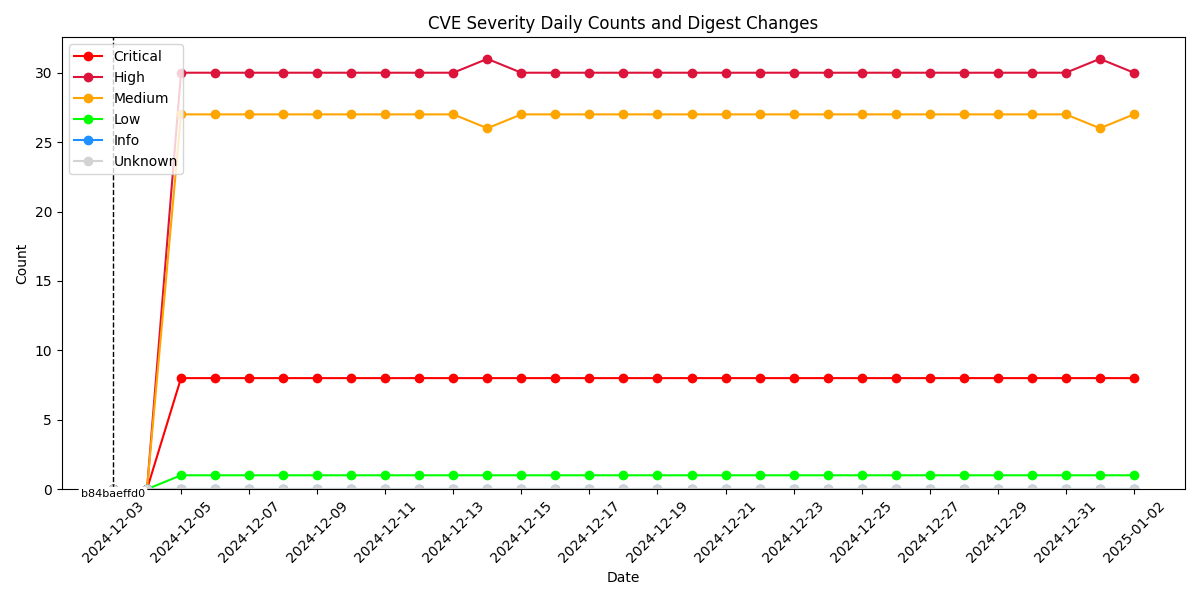 CVE Severity Daily Counts and Digest Changes
Critical
High
Medium
Low
Info
Unknown
30
25
20
15
10
5
0
Count
b84baeffd0
2024-12-03
2024-12-05
2024-12-07
2024-12-09
2024-12-11
2024-12-13
2024-12-15
2024-12-17
2024-12-19
2024-12-21
2024-12-23
2024-12-25
2024-12-27
2024-12-29
2024-12-31
2025-01-02
Date